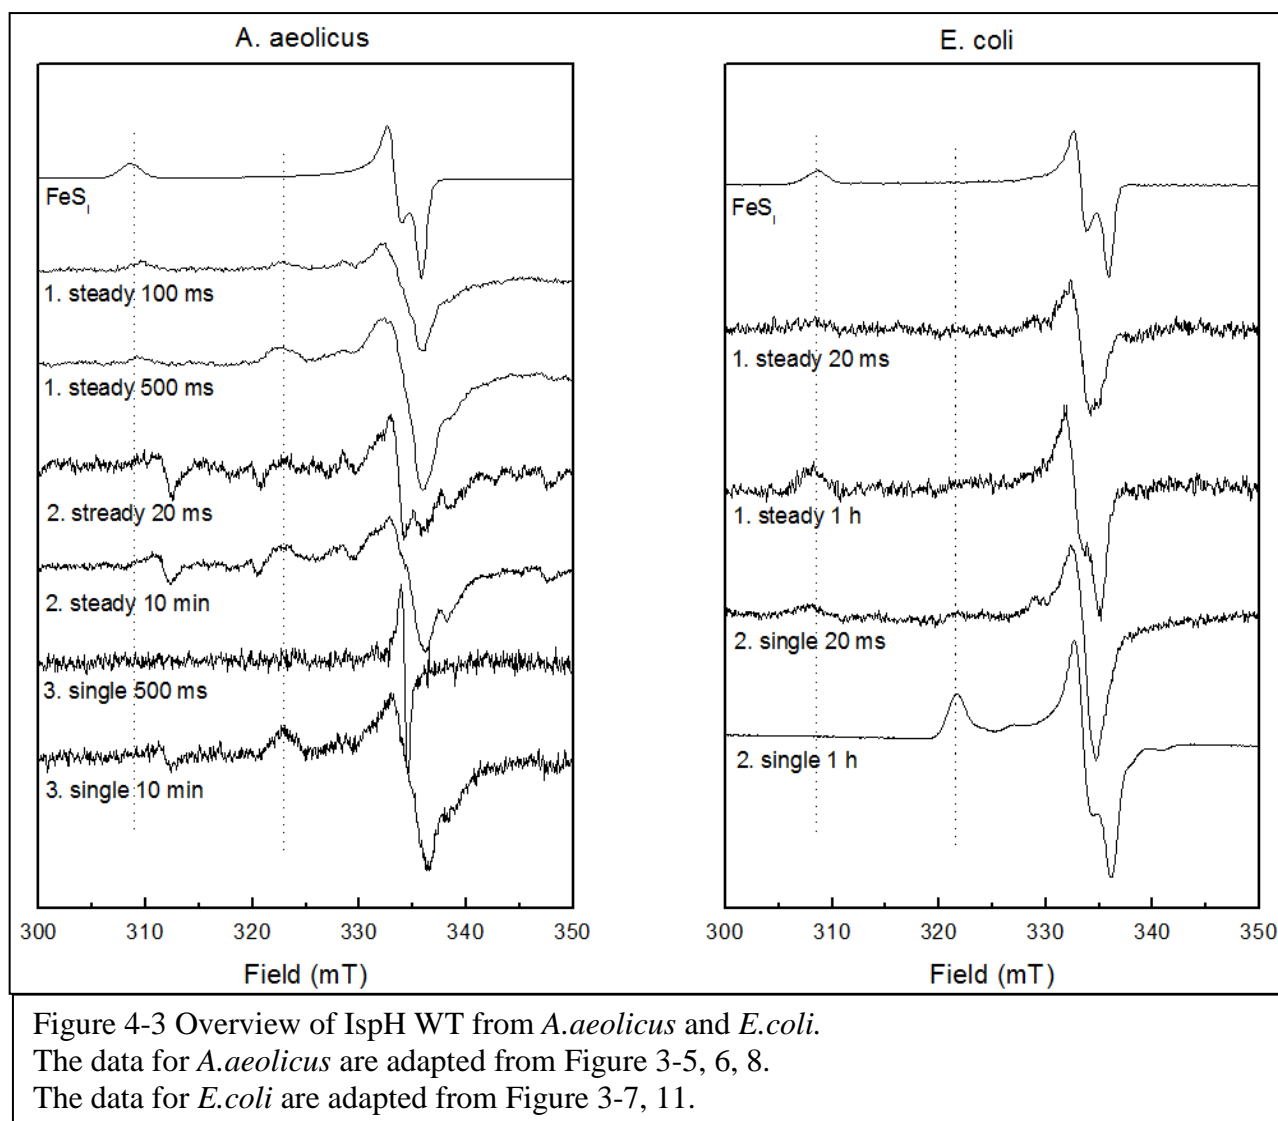 A. aeolicus
FeSI
1. steady 100 ms
1. steady 500 ms
2. stready 20 ms
2. steady 10 min
3. single 500 ms
3. single 10 min
300 310 320 330 340 350
Field (mT)
E. coli
FeSI
1. steady 20 ms
1. steady 1 h
2. single 20 ms
2. single 1 h
300 310 320 330 340 350
Field (mT)
Figure 4-3 Overview of IspH WT from A.aeolicus and E.coli.
The data for A.aeolicus are adapted from Figure 3-5, 6, 8.
The data for E.coli are adapted from Figure 3-7, 11.